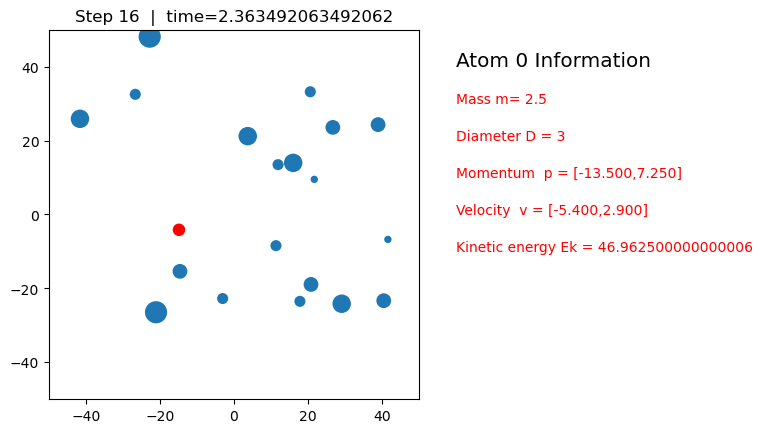 Step 16  |  time=2.363492063492062
Atom 0 Information
Mass m= 2.5
Diameter D = 3
Momentum  p = [-13.500,7.250]
Velocity  v = [-5.400,2.900]
Kinetic energy Ek = 46.962500000000006
40
20
0
−20
−40
−40
−20
0
20
40